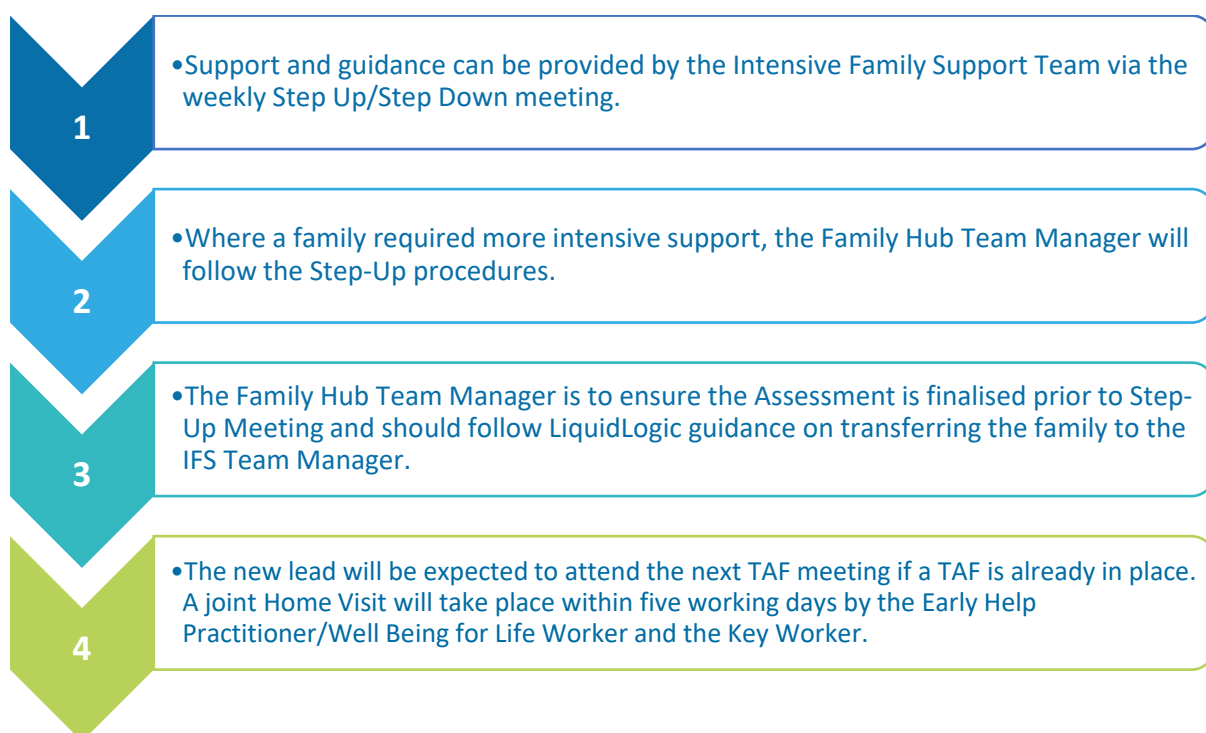 1
•Support and guidance can be provided by the Intensive Family Support Team via the
weekly Step Up/Step Down meeting.
2
•Where a family required more intensive support, the Family Hub Team Manager will
follow the Step-Up procedures.
3
•The Family Hub Team Manager is to ensure the Assessment is finalised prior to Step-
Up Meeting and should follow LiquidLogic guidance on transferring the family to the
IFS Team Manager.
4
•The new lead will be expected to attend the next TAF meeting if a TAF is already in place.
A joint Home Visit will take place within five working days by the Early Help
Practitioner/Well Being for Life Worker and the Key Worker.